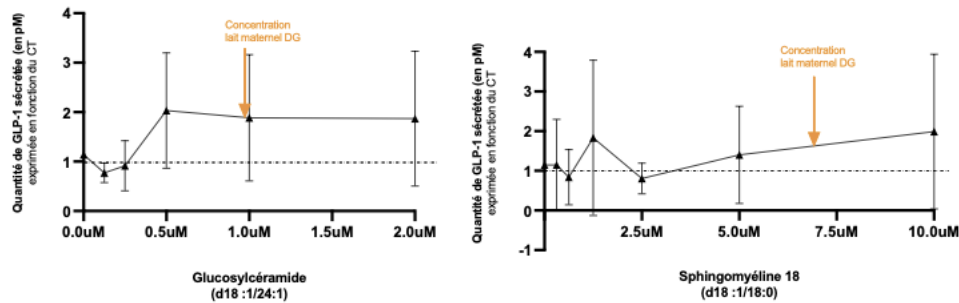 Quantité de GLP-1 sécrétée (en pM)
exprimée en fonction du CT
4
3
2
1
0
Concentration
lait maternel DG
0.0uM 0.5uM 1.0uM 1.5uM 2.0uM
Glucosylcéramide
(d18 :1/24:1)
Quantité de GLP-1 sécrétée (en pM)
exprimée en fonction du CT
4
3
2
1
0
-1
Concentration
lait maternel DG
2.5uM 5.0uM 7.5uM 10.0uM
Sphingomyéline 18
(d18 :1/18:0)